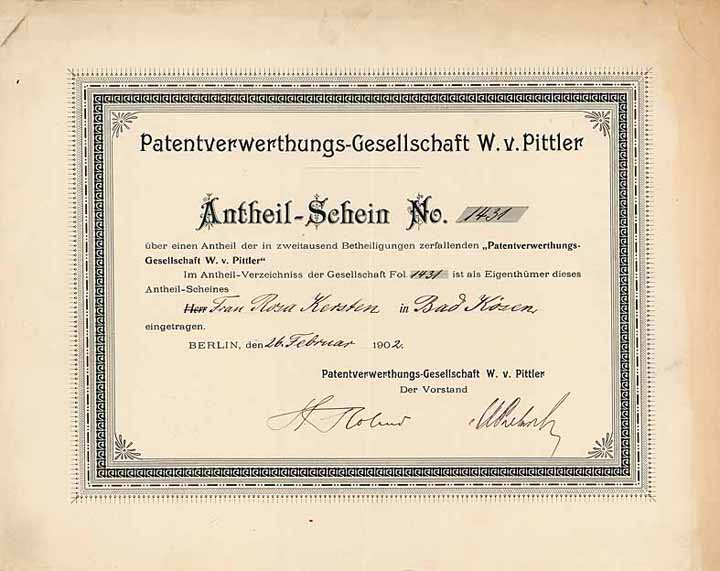 Patentverwerthungs-Gesellschaft W. v. Pittler
Antheil-Schein No. 1431
über einen Antheil der in zweitausend Betheiligungen zerfallenden „Patentverwerthungs-
Gesellschaft W. v. Pittler“
Im Antheil-Verzeichniss der Gesellschaft Fol. 1431 ist als Eigenthümer dieses
Antheil-Scheines
Herr Frau Rosa Kersten in Bad Kösen,
eingetragen.
BERLIN, den 26. Februar 1902.
Patentverwerthungs-Gesellschaft W. v. Pittler
Der Vorstand